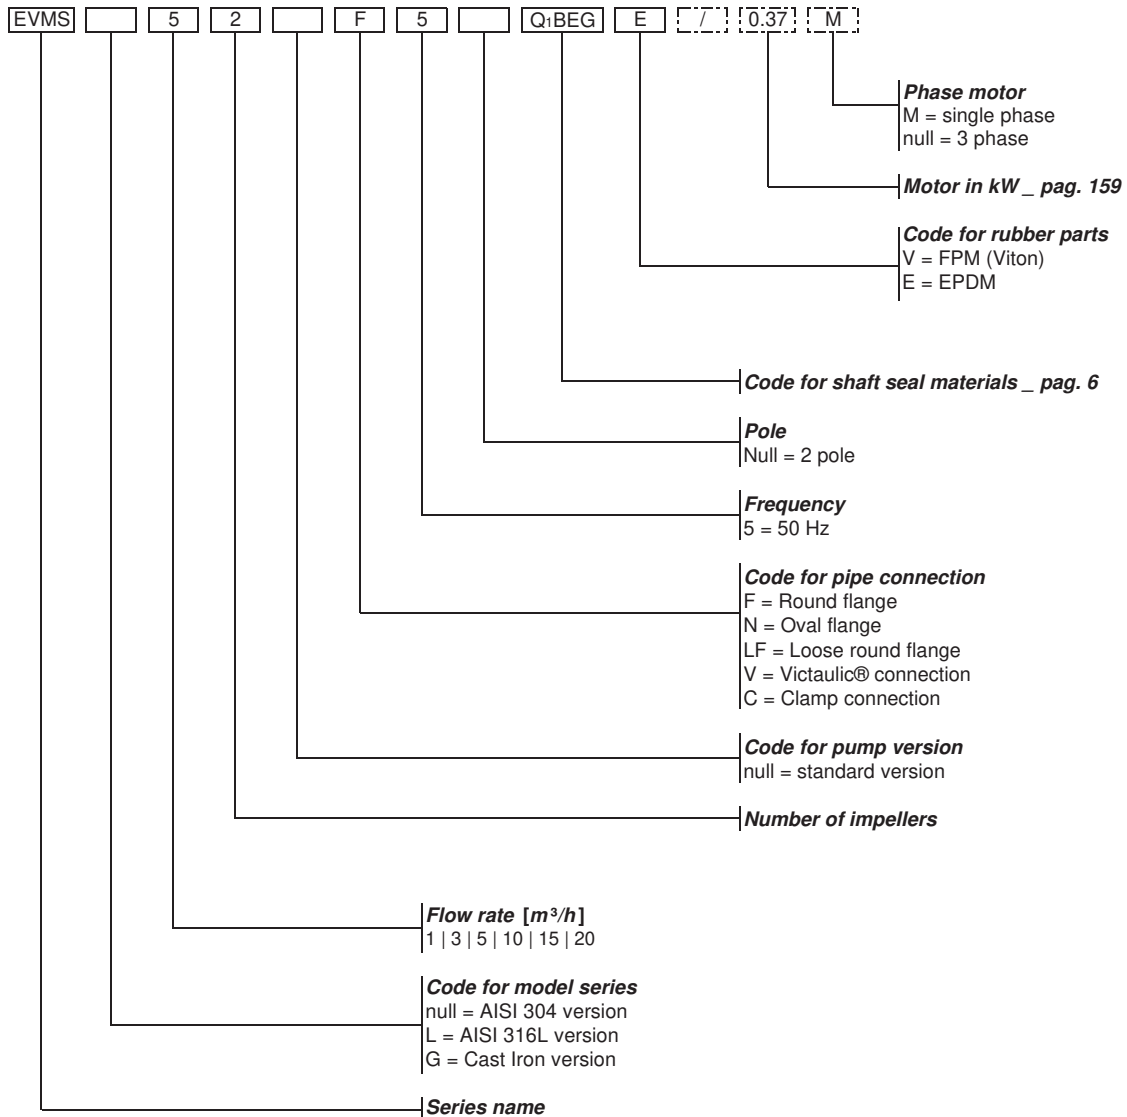 EVMS 5 2 F 5 Q1BEG E / 0.37 M
Phase motor
M = single phase
null = 3 phase
Motor in kW _ pag. 159
Code for rubber parts
V = FPM (Viton)
E = EPDM
Code for shaft seal materials _ pag. 6
Pole
Null = 2 pole
Frequency
5 = 50 Hz
Code for pipe connection
F = Round flange
N = Oval flange
LF = Loose round flange
V = Victaulic® connection
C = Clamp connection
Code for pump version
null = standard version
Number of impellers
Flow rate [m³/h]
1 | 3 | 5 | 10 | 15 | 20
Code for model series
null = AISI 304 version
L = AISI 316L version
G = Cast Iron version
Series name